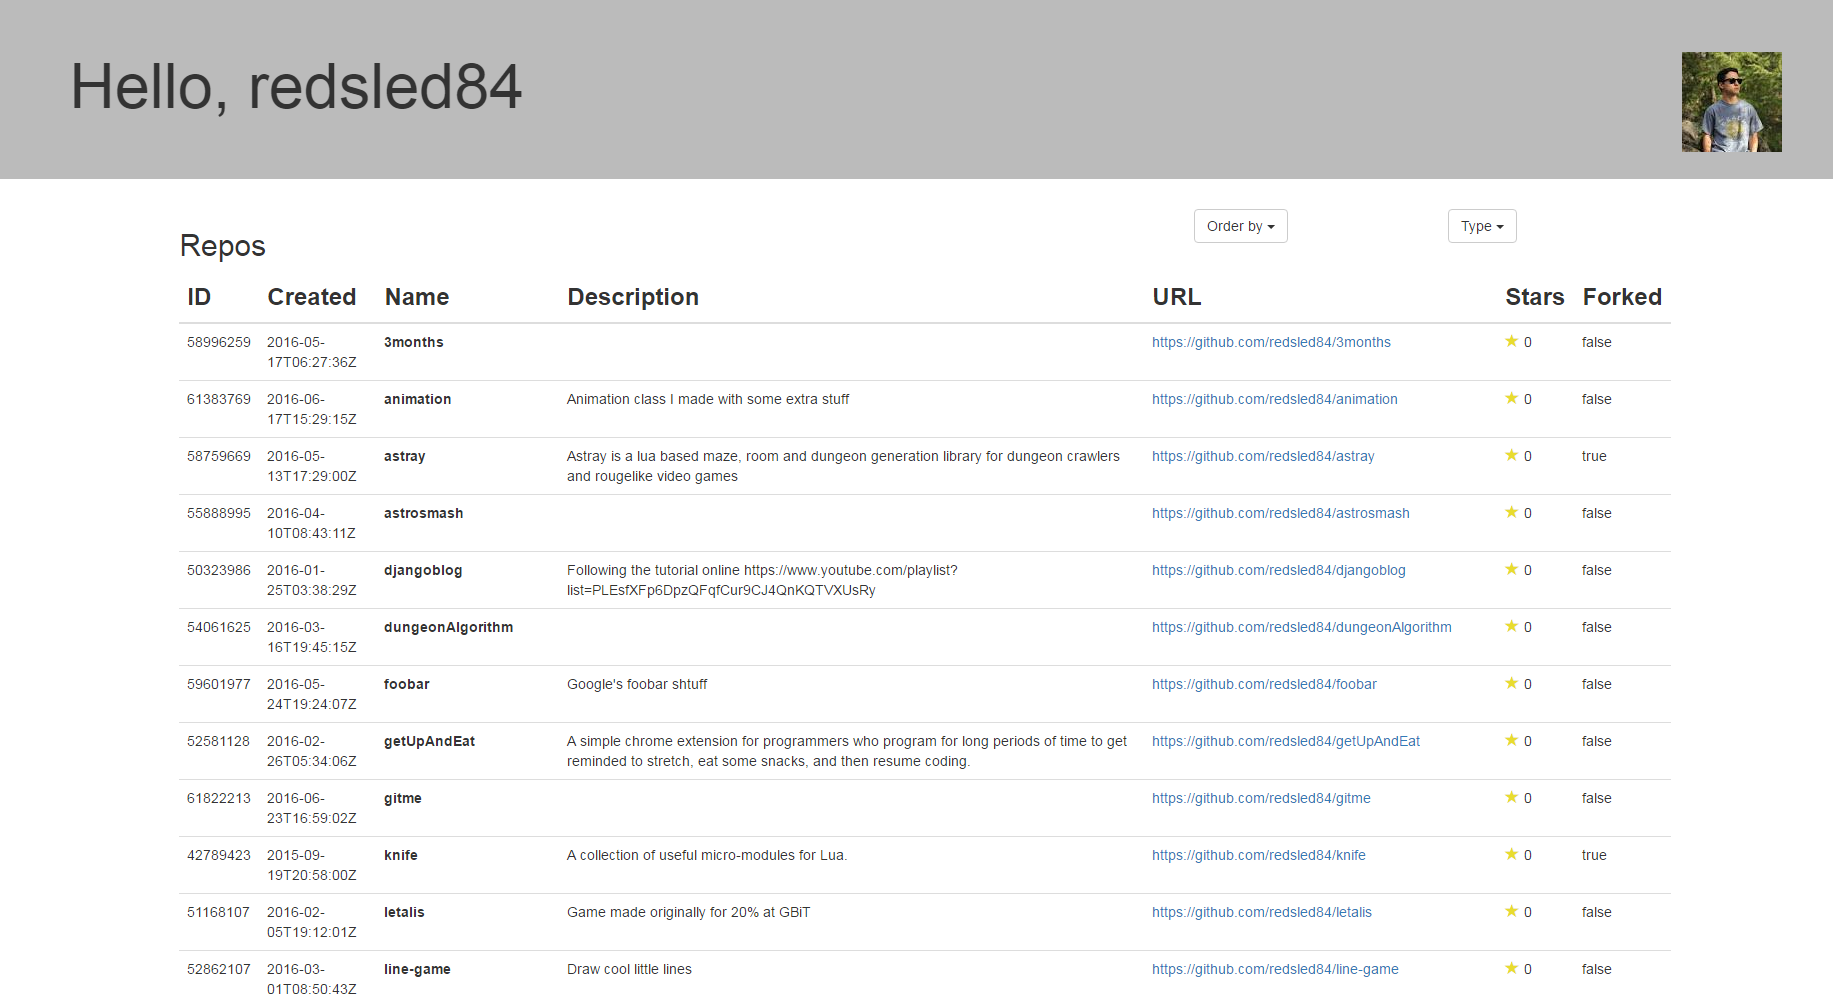 Hello, redsled84
Order by
Type
Repos
ID Created Name Description URL Stars Forked
58996259 2016-05- 3months https://github.com/redsled84/3months 0 false
17T06:27:36Z
61383769 2016-06- animation Animation class I made with some extra stuff https://github.com/redsled84/animation 0 false
17T15:29:15Z
58759669 2016-05- astray Astray is a lua based maze, room and dungeon generation library for dungeon crawlers https://github.com/redsled84/astray 0 true
13T17:29:00Z and rougelike video games
55888995 2016-04- astrosmash https://github.com/redsled84/astrosmash 0 false
10T08:43:11Z
50323986 2016-01- djangoblog Following the tutorial online https://www.youtube.com/playlist? https://github.com/redsled84/djangoblog 0 false
25T03:38:29Z list=PLEsfXFp6DpzQFqfCur9CJ4QnKQTVXUsRy
54061625 2016-03- dungeonAlgorithm https://github.com/redsled84/dungeonAlgorithm 0 false
16T19:45:15Z
59601977 2016-05- foobar Google's foobar shtuff https://github.com/redsled84/foobar 0 false
24T19:24:07Z
52581128 2016-02- getUpAndEat A simple chrome extension for programmers who program for long periods of time to get https://github.com/redsled84/getUpAndEat 0 false
26T05:34:06Z reminded to stretch, eat some snacks, and then resume coding.
61822213 2016-06- gitme https://github.com/redsled84/gitme 0 false
23T16:59:02Z
42789423 2015-09- knife A collection of useful micro-modules for Lua. https://github.com/redsled84/knife 0 true
19T20:58:00Z
51168107 2016-02- letalis Game made originally for 20% at GBiT https://github.com/redsled84/letalis 0 false
05T19:12:01Z
52862107 2016-03- line-game Draw cool little lines https://github.com/redsled84/line-game 0 false
01T08:50:43Z